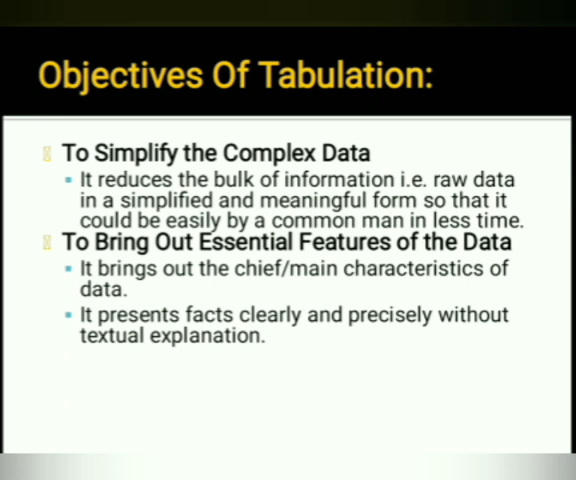 Objectives Of Tabulation:
To Simplify the Complex Data
It reduces the bulk of information i.e. raw data
in a simplified and meaningful form so that it
could be easily by a common man in less time.
To Bring Out Essential Features of the Data
It brings out the chief/main characteristics of
data.
It presents facts clearly and precisely without
textual explanation.